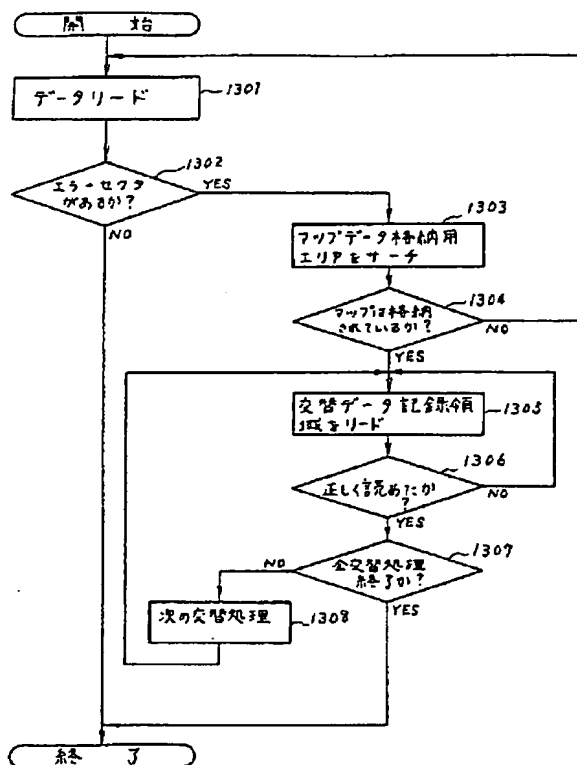 開 始
データリード
1301
エラーセクタ
があるか?
1302
YES
NO
マップデータ格納用
エリアをサーチ
1303
マップは格納
されているか?
1304
NO
YES
交替データ記録領
域をリード
1305
正しく読めたか
?
1306
NO
YES
全交替処理
終了か?
1307
NO
YES
次の交替処理
1308
終 了